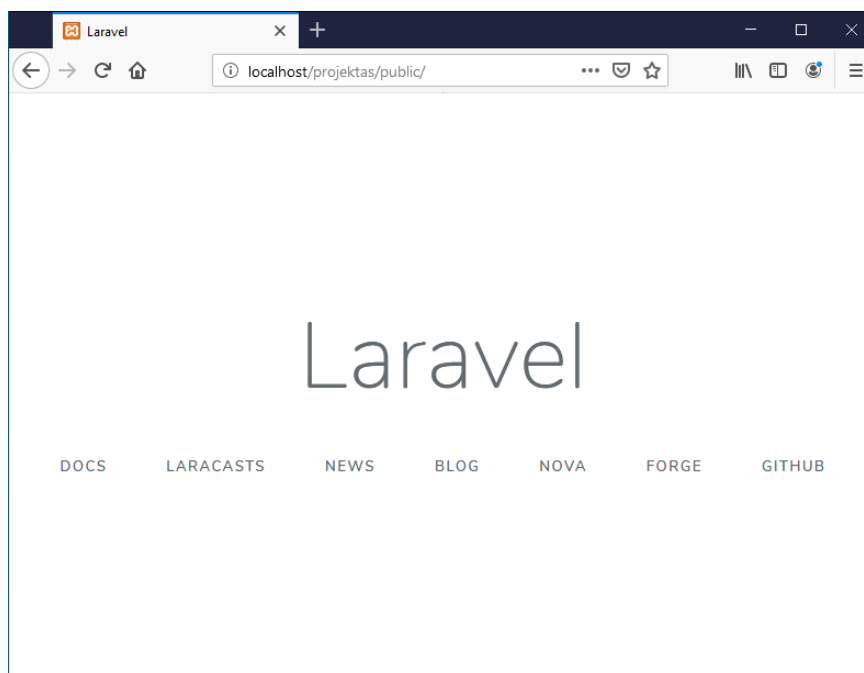 Laravel
localhost/projektas/public/
Laravel
DOCS LARACASTS NEWS BLOG NOVA FORGE GITHUB